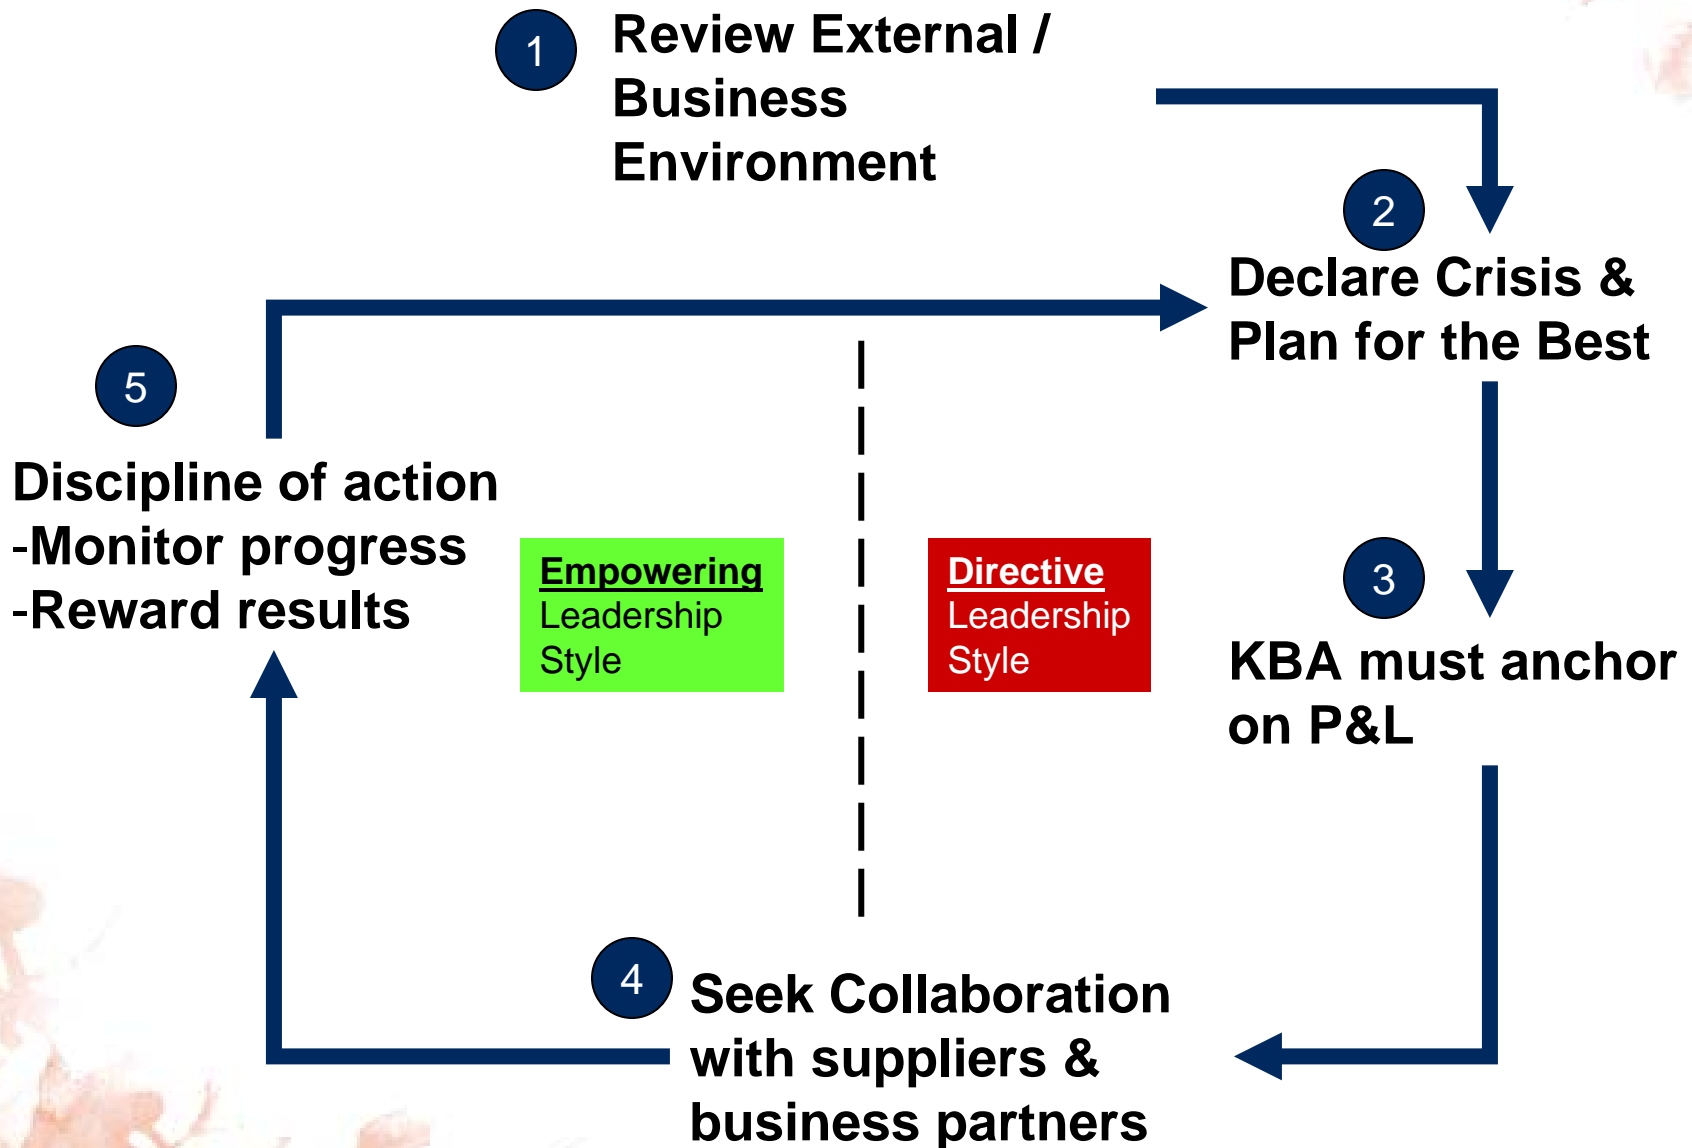 1
Review External /
Business
Environment
2
Declare Crisis &
Plan for the Best
3
KBA must anchor
on P&L
4
Seek Collaboration
with suppliers &
business partners
5
Discipline of action
-Monitor progress
-Reward results
Empowering
Leadership
Style
Directive
Leadership
Style